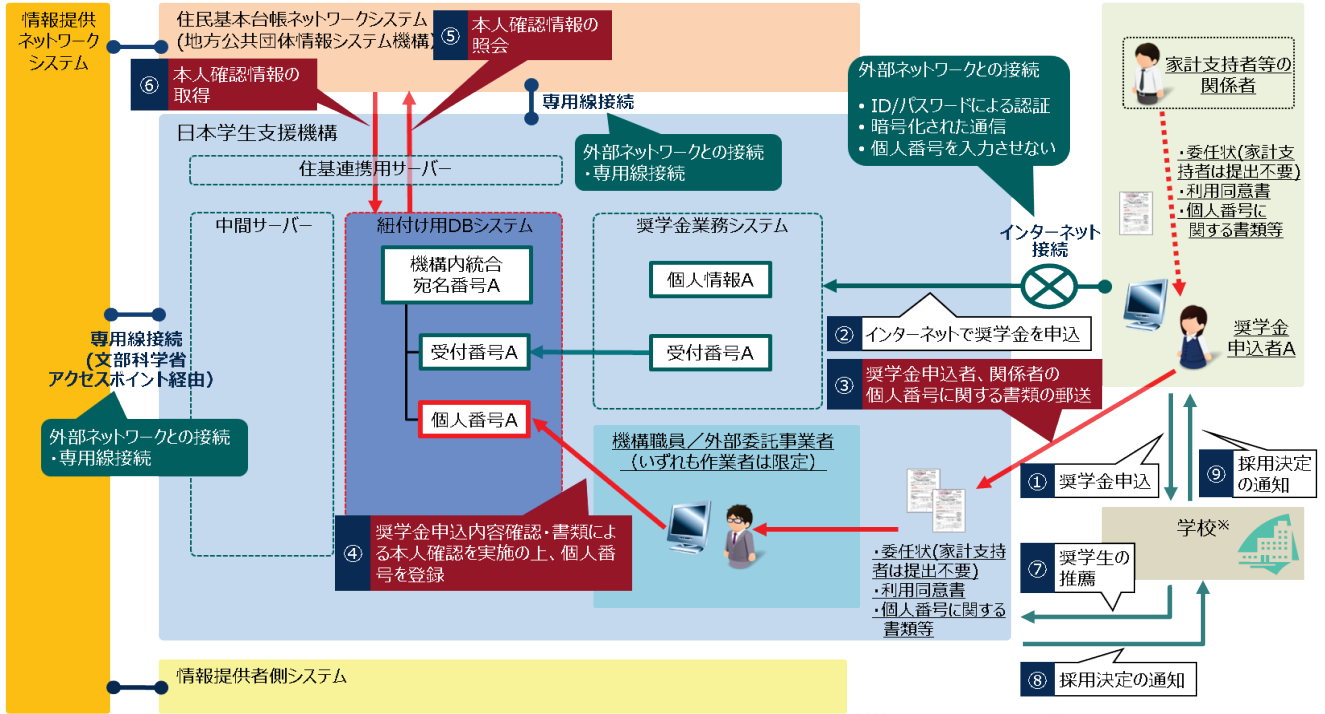 情報提供
ネットワーク
システム
住民基本台帳ネットワークシステム
(地方公共団体情報システム機構)
⑤
本人確認情報の
照会
⑥
本人確認情報の
取得
専用線接続
日本学生支援機構
外部ネットワークとの接続
・専用線接続
外部ネットワークとの接続
• ID/パスワードによる認証
• 暗号化された通信
• 個人番号を入力させない
家計支持者等の
関係者
・委任状(家計支
持者は提出不要)
・利用同意書
・個人番号に
関する書類等
住基連携用サーバー
中間サーバー
紐付け用DBシステム
機構内統合
宛名番号A
受付番号A
個人番号A
奨学金業務システム
個人情報A
受付番号A
インターネット
接続
②
インターネットで奨学金を申込
奨学金
申込者A
③
奨学金申込者、関係者の
個人番号に関する書類の郵送
専用線接続
(文部科学省
アクセスポイント経由)
外部ネットワークとの接続
・専用線接続
機構職員／外部委託事業者
（いずれも作業者は限定）
④
奨学金申込内容確認・書類によ
る本人確認を実施の上、個人番
号を登録
・委任状(家計支持
者は提出不要)
・利用同意書
・個人番号に関する
書類等
①
奨学金申込
⑨
採用決定
の通知
学校※
⑦
奨学生の
推薦
⑧
採用決定の通知
情報提供者側システム